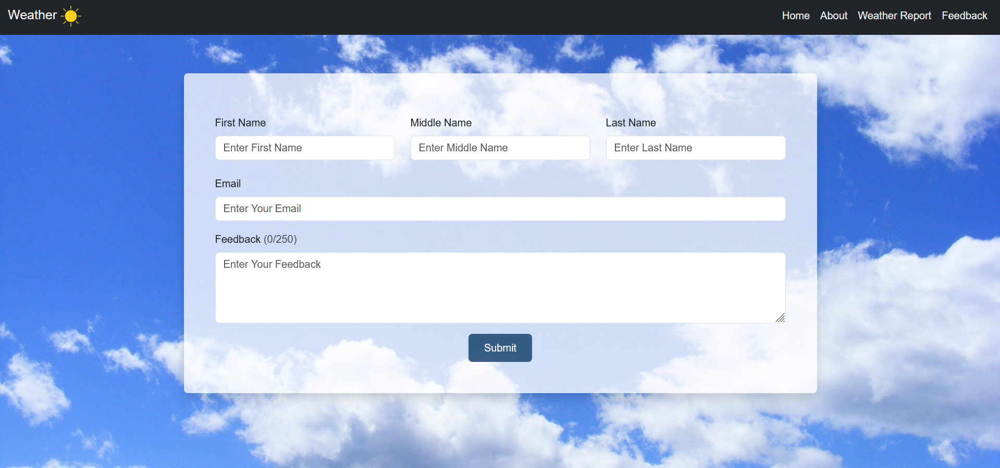 Weather
Home About Weather Report Feedback
First Name Middle Name Last Name
Enter First Name Enter Middle Name Enter Last Name
Email
Enter Your Email
Feedback (0/250)
Enter Your Feedback
Submit